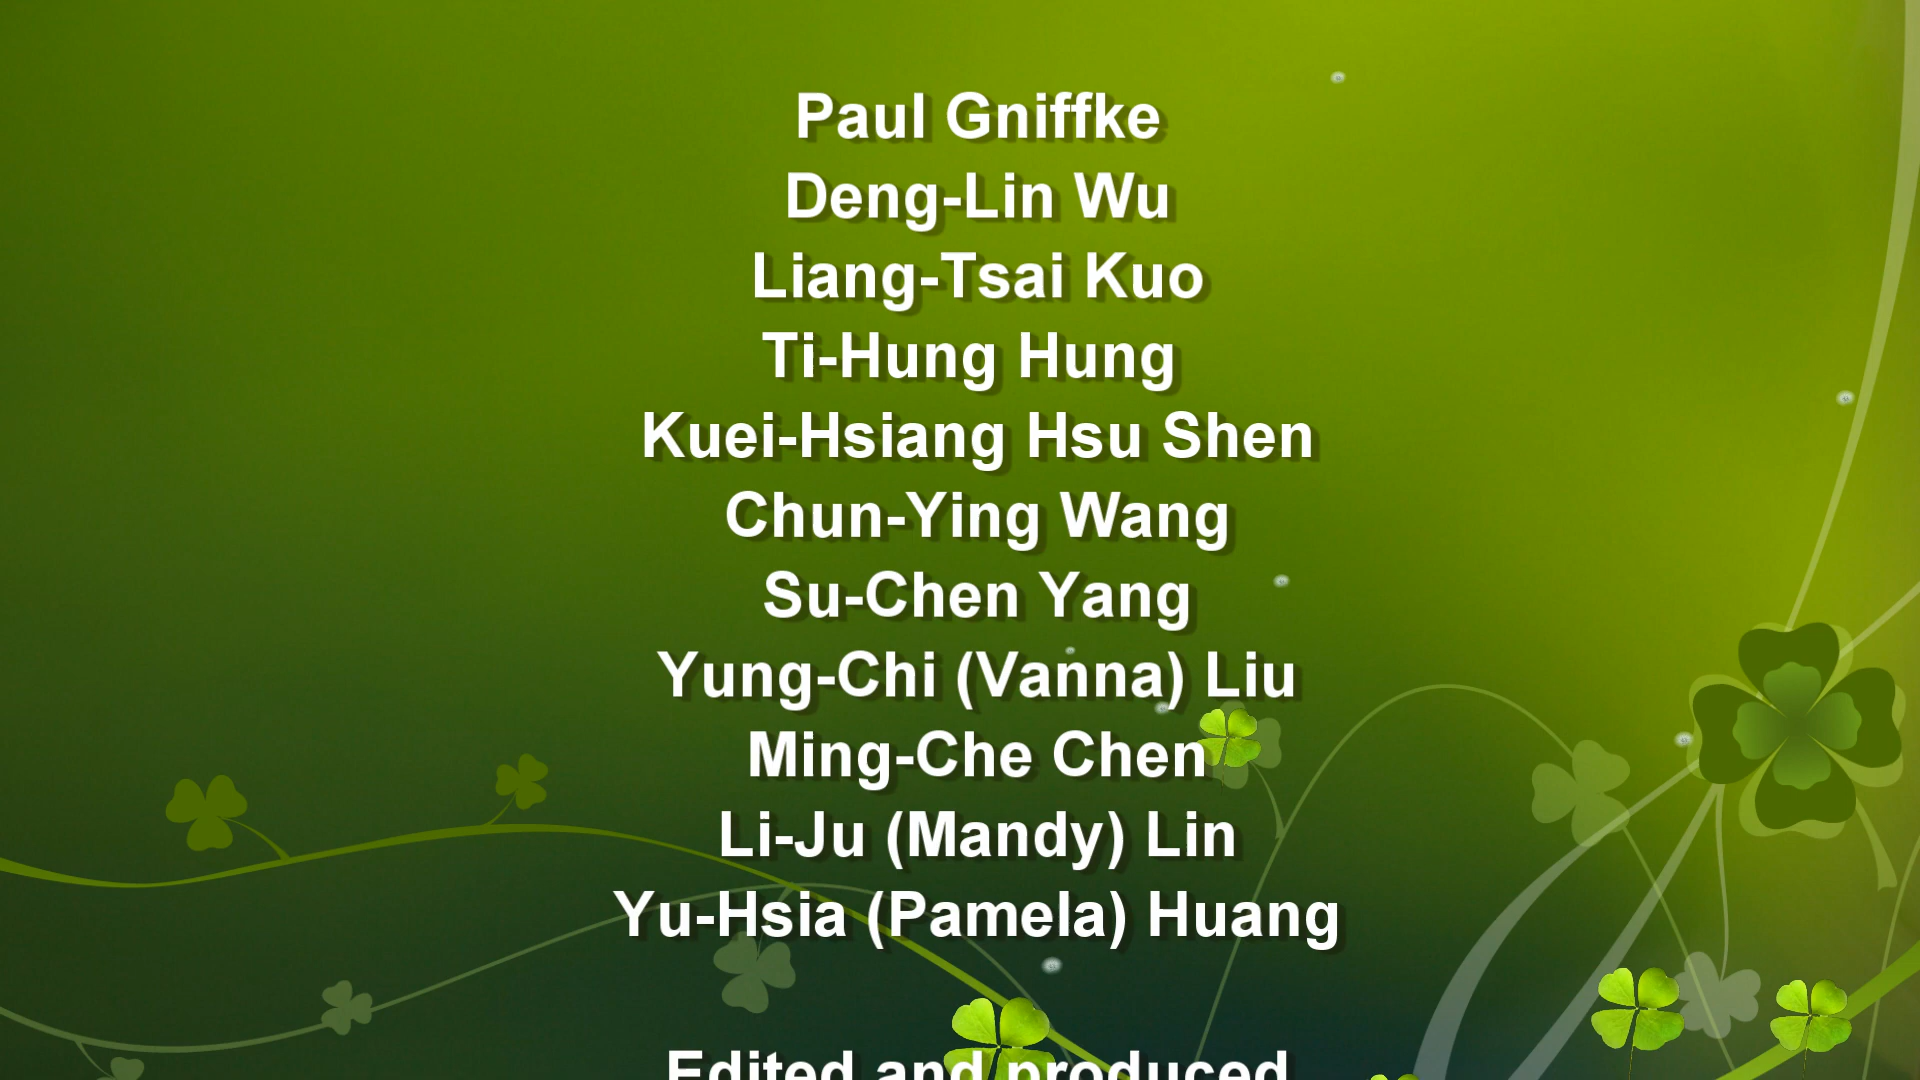 Paul Gniffke
Deng-Lin Wu
Liang-Tsai Kuo
Ti-Hung Hung
Kuei-Hsiang Hsu Shen
Chun-Ying Wang
Su-Chen Yang
Yung-Chi (Vanna) Liu
Ming-Che Chen
Li-Ju (Mandy) Lin
Yu-Hsia (Pamela) Huang
Edited and produced